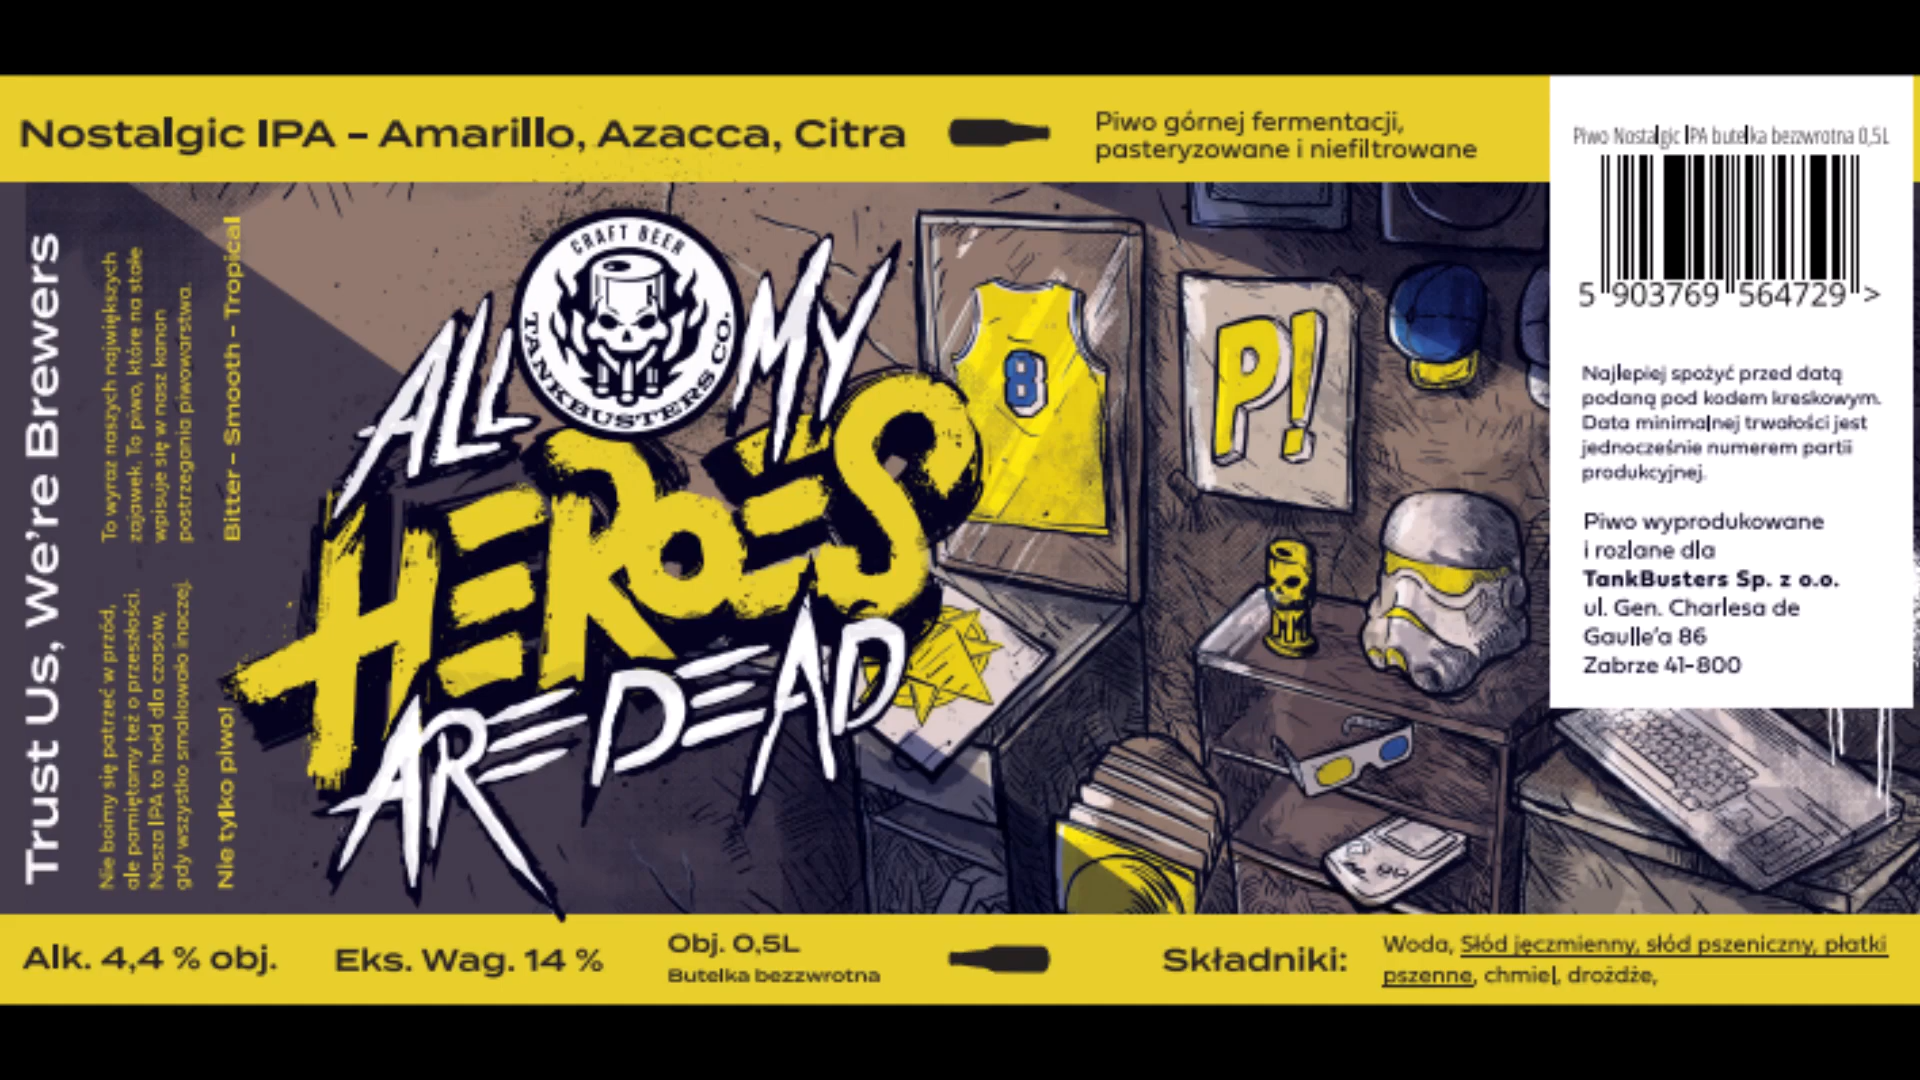 Nostalgic IPA - Amarillo, Azacca, Citra
Piwo górnej fermentacji,
pasteryzowane i niefiltrowane
Piwo Nostalgic IPA butelka bezzwrotna 0,5L
5 903769 564729 >
Najlepiej spożyć przed datą
podaną pod kodem kreskowym.
Data minimalnej trwałości jest
jednocześnie numerem partii
produkcyjnej.
Piwo wyprodukowane
i rozlane dla
TankBusters Sp. z o.o.
ul. Gen. Charlesa de
Gaulle'a 86
Zabrze 41-800
Trust Us, We're Brewers
Nie boimy się patrzeć w przód,
ale pamiętamy też o przeszłości.
Nasza IPA to hołd dla czasów,
gdy wszystko smakowało inaczej.
To wyraz naszych największych
zajawek. To piwo, które na stałe
wpisuje się w nasz kanon
postrzegania piwowarstwa.
Nie tylko piwo!
Bitter - Smooth - Tropical
CRAFT BEER
TANKBUSTERS CO.
ALL MY
HEROES
ARE DEAD
8
P!
Alk. 4,4 % obj.
Eks. Wag. 14 %
Obj. 0,5L
Butelka bezzwrotna
Składniki:
Woda, Słód jęczmienny, słód pszeniczny, płatki
pszenne, chmiel, drożdże,